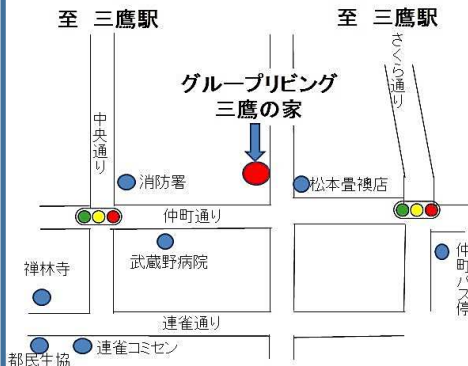 至 三鷹駅
至 三鷹駅
さくら通り
グループリビング
三鷹の家
中央通り
消防署
松本畳襖店
仲町通り
武蔵野病院
仲町バス停
禅林寺
連雀通り
都民生協
連雀コミセン